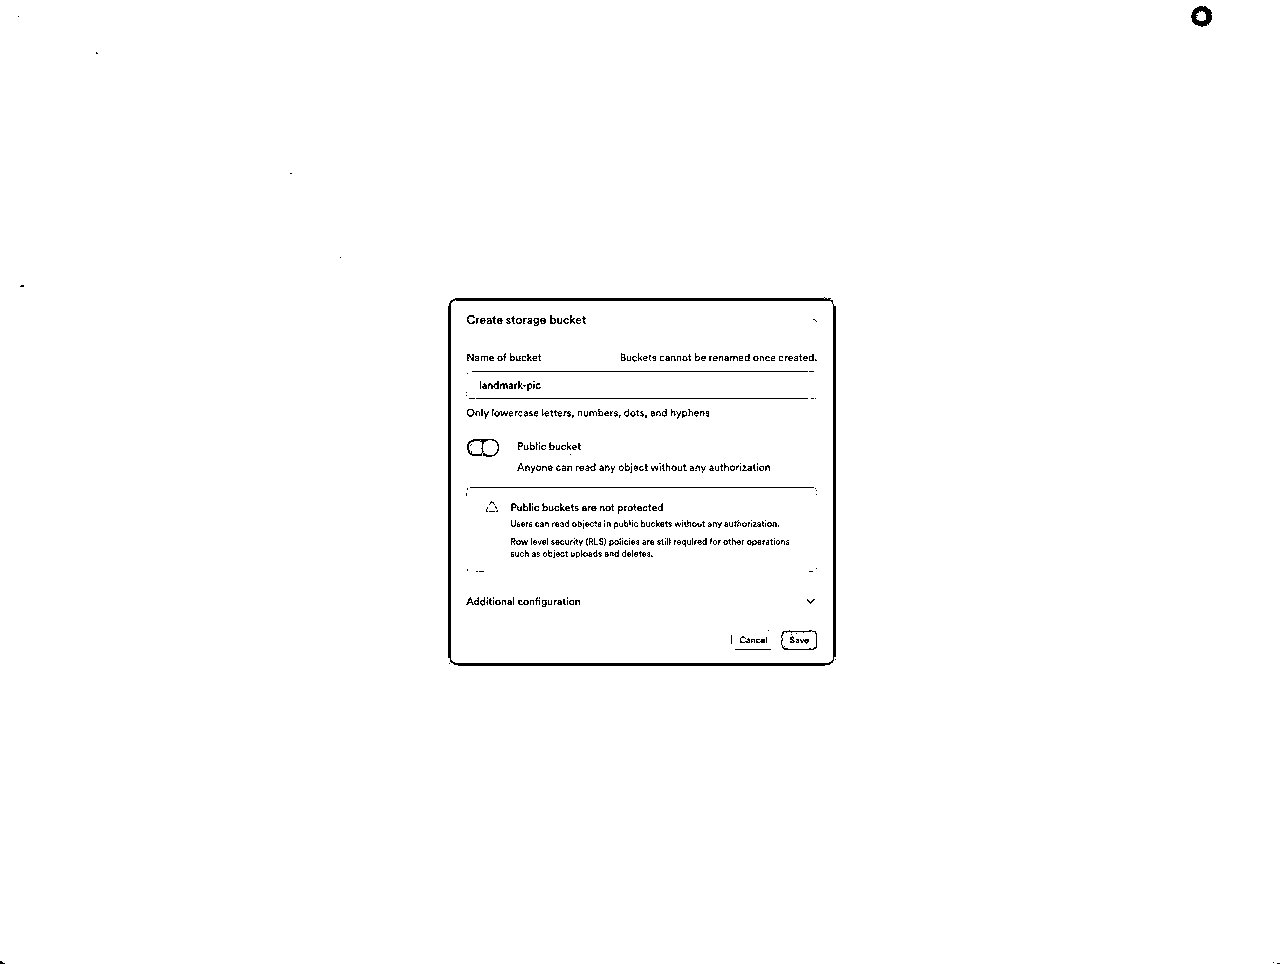 Create storage bucket
Name of bucket Buckets cannot be renamed once created.
landmark-pic
Only lowercase letters, numbers, dots, and hyphens
Public bucket
Anyone can read any object without any authorization
Public buckets are not protected
Users can read objects in public buckets without any authorization.
Row level security (RLS) policies are still required for other operations
such as object uploads and deletes.
Additional configuration
Cancel Save